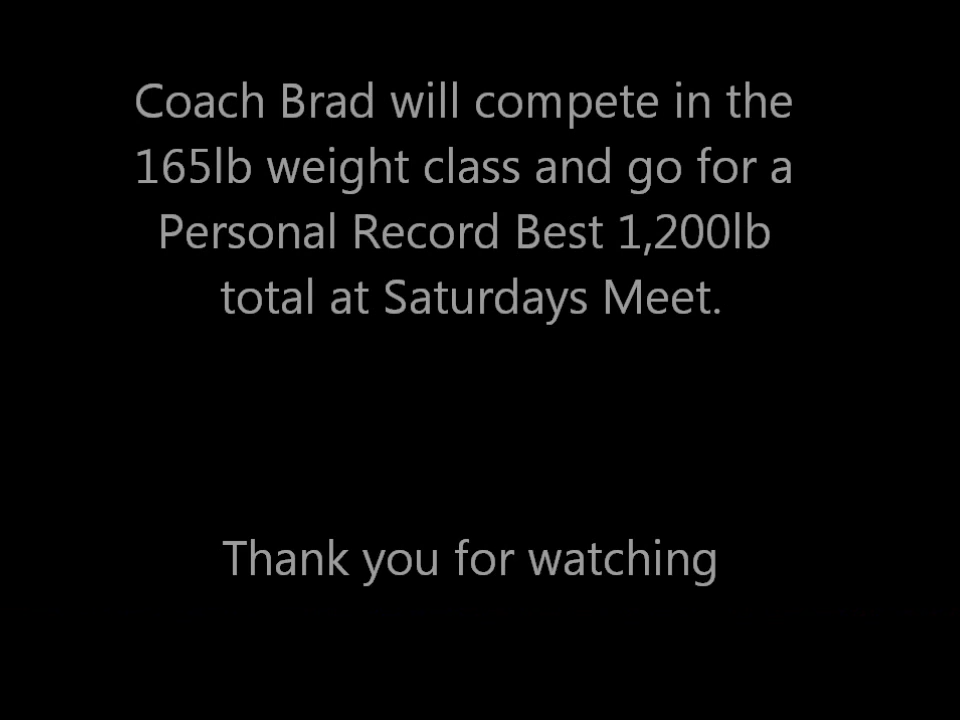 Coach Brad will compete in the
165lb weight class and go for a
Personal Record Best 1,200lb
total at Saturdays Meet.
Thank you for watching